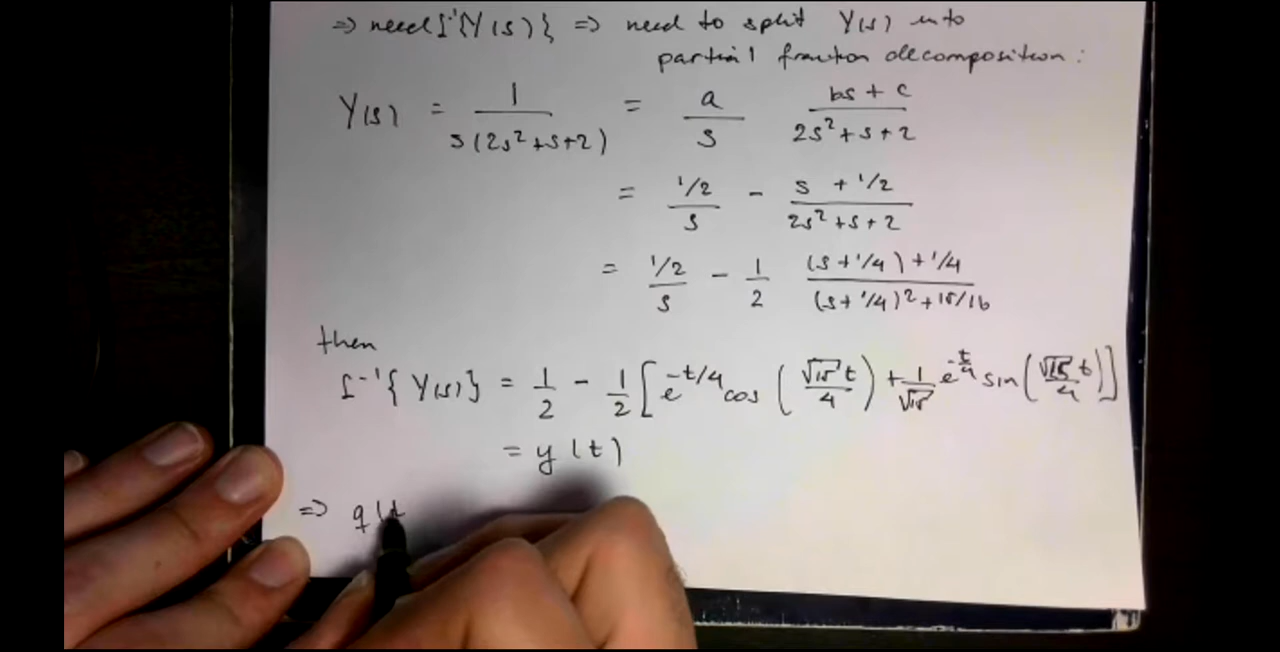 ⇒ need L⁻¹{Y(s)} ⇒ need to split Y(s) into
partial fraction decomposition:
Y(s) = 1/(s(2s²+s+2)) = a/s (bs + c)/(2s²+s+2)
= (1/2)/s - (s + 1/2)/(2s²+s+2)
= (1/2)/s - 1/2 ((s+1/4)+1/4)/((s+1/4)²+15/16)
then
L⁻¹{Y(s)} = 1/2 - 1/2 [e^(-t/4) cos(√15 t/4) + 1/√15 e^(-t/4) sin(√15 t/4)]
= y(t)
⇒ q(t